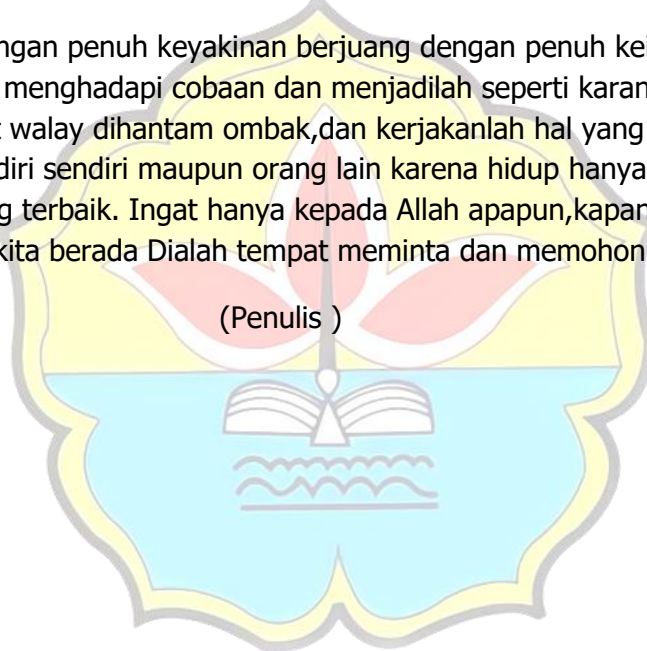 ngan penuh keyakinan berjuang dengan penuh kei
menghadapi cobaan dan menjadilah seperti karan
t walay dihantam ombak,dan kerjakanlah hal yang
diri sendiri maupun orang lain karena hidup hanya
g terbaik. Ingat hanya kepada Allah apapun,kapan
kita berada Dialah tempat meminta dan memohon
(Penulis )